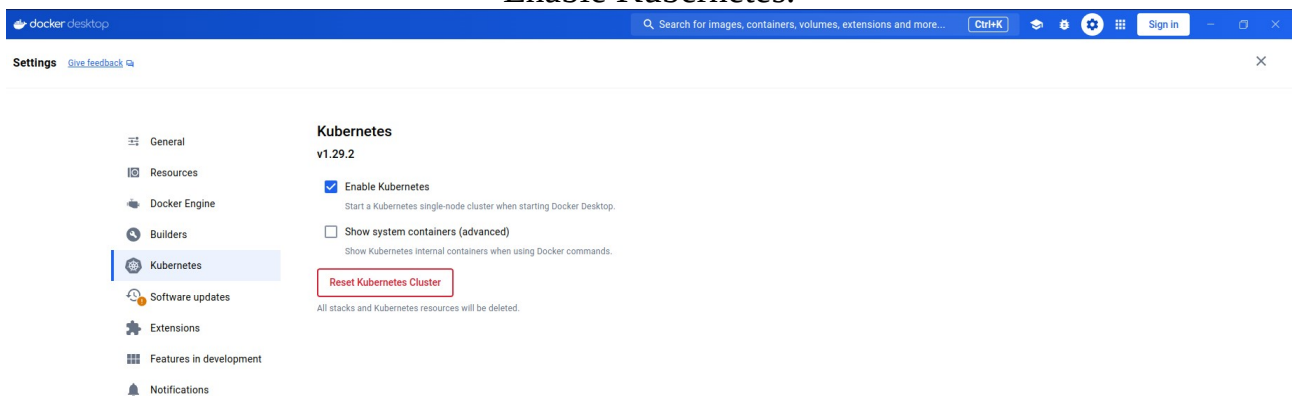 Enable Kubernetes.
docker desktop
Search for images, containers, volumes, extensions and more... Ctrl+K
Sign in
Settings Give feedback
General
Resources
Docker Engine
Builders
Kubernetes
Software updates
Extensions
Features in development
Notifications
Kubernetes
v1.29.2
Enable Kubernetes
Start a Kubernetes single-node cluster when starting Docker Desktop.
Show system containers (advanced)
Show Kubernetes internal containers when using Docker commands.
Reset Kubernetes Cluster
All stacks and Kubernetes resources will be deleted.